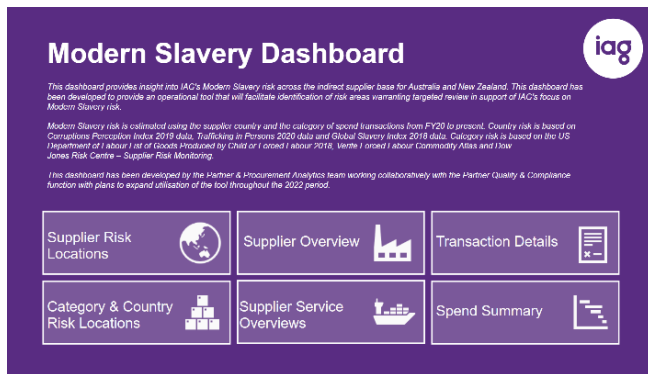 Modern Slavery Dashboard
iag
This dashboard provides insight into IAG's Modern Slavery risk across the indirect supplier base for Australia and New Zealand. This dashboard has
been developed to provide an operational tool that will facilitate identification of risk areas warranting targeted review in support of IAG's focus on
Modern Slavery risk.
Modern Slavery risk is estimated using the supplier country and the category of spend transactions from FY20 to present. Country risk is based on
Corruptions Perception Index 2019 data, Trafficking in Persons 2020 data and Global Slavery Index 2018 data. Category risk is based on the US
Department of Labour List of Goods Produced by Child or Forced Labour 2018, Verite Forced Labour Commodity Atlas and Dow
Jones Risk Centre – Supplier Risk Monitoring.
This dashboard has been developed by the Partner & Procurement Analytics team working collaboratively with the Partner Quality & Compliance
function with plans to expand utilisation of the tool throughout the 2022 period.
Supplier Risk
Locations
Supplier Overview
Transaction Details
Category & Country
Risk Locations
Supplier Service
Overviews
Spend Summary